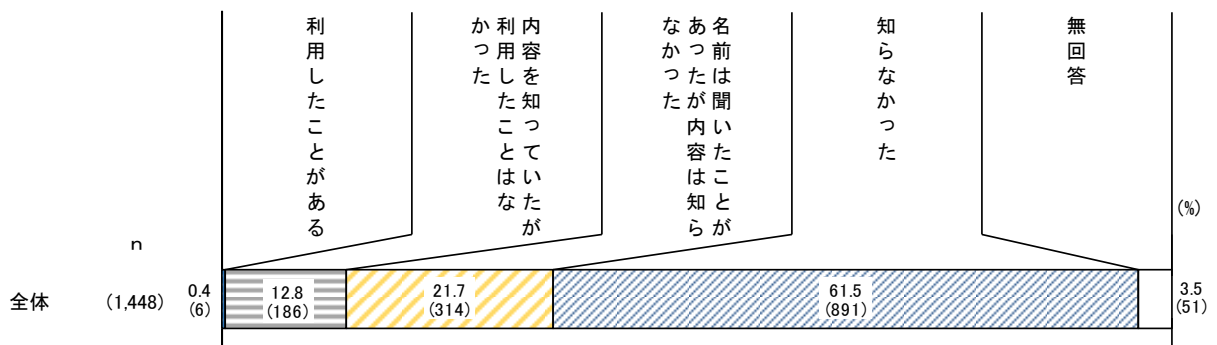 利用したことがある
内容を知っていたが
利用したことはな
かった
名前は聞いたことが
あったが内容は知ら
なかった
知らなかった
無回答
(%)
n
全体 (1,448) 0.4 12.8 21.7 61.5 3.5
(6) (186) (314) (891) (51)